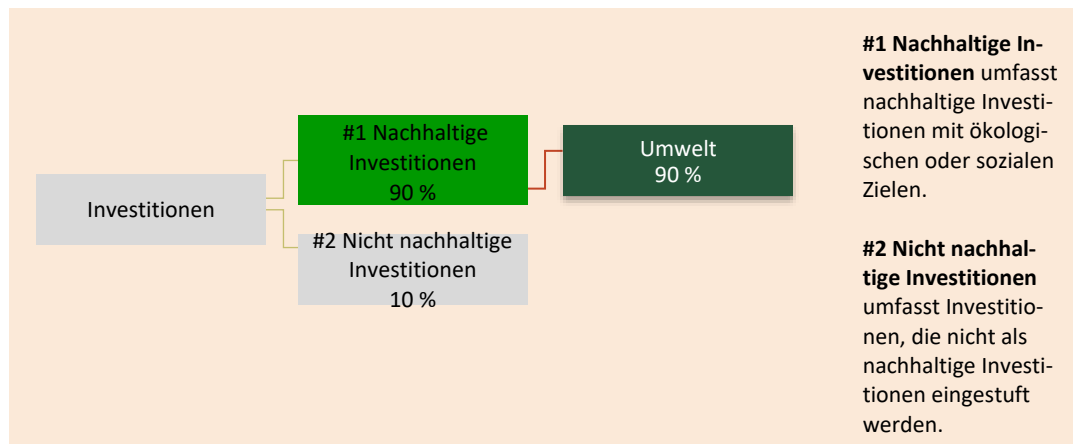 Investitionen
#1 Nachhaltige
Investitionen
90 %
#2 Nicht nachhaltige
Investitionen
10 %
Umwelt
90 %
#1 Nachhaltige In-
vestitionen umfasst
nachhaltige Investi-
tionen mit ökologi-
schen oder sozialen
Zielen.
#2 Nicht nachhal-
tige Investitionen
umfasst Investitio-
nen, die nicht als
nachhaltige Investi-
tionen eingestuft
werden.